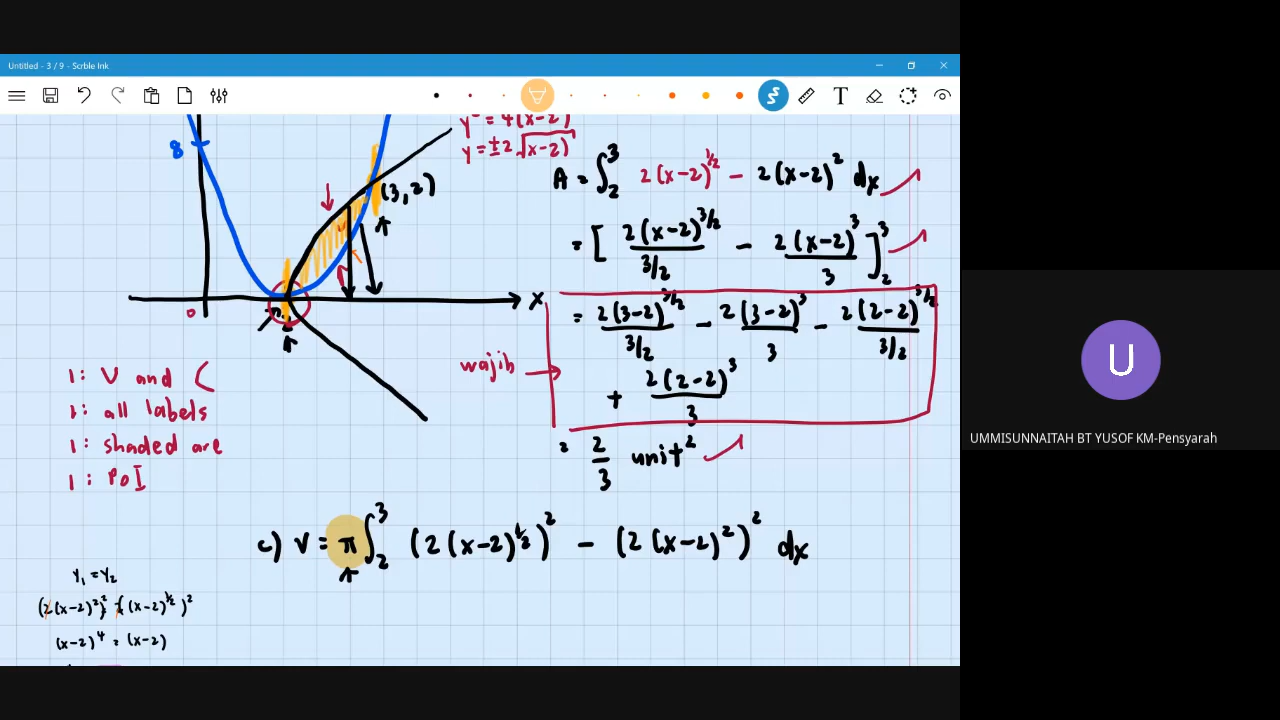 Untitled - 3 / 9 - Scrble Ink
y² = 4(x-2)
y = ±2√(x-2)
8
(3, 2)
x
0
2
1: V and (
1: all labels
1: shaded are
1: POI
A = ∫₂³ 2(x-2)^½ - 2(x-2)² dx
= [ 2(x-2)^3/2 / 3/2 - 2(x-2)³ / 3 ]₂³
= 2(3-2)^3/2 / 3/2 - 2(3-2)³ / 3 - 2(2-2)^3/2 / 3/2
wajib
+ 2(2-2)³ / 3
= 2/3 unit²
c) V = π ∫₂³ (2(x-2)^½)² - (2(x-2)²)² dx
y₁ = y₂
(x-2)⁴ = (x-2)
U
UMMISUNNAITAH BT YUSOF KM-Pensyarah